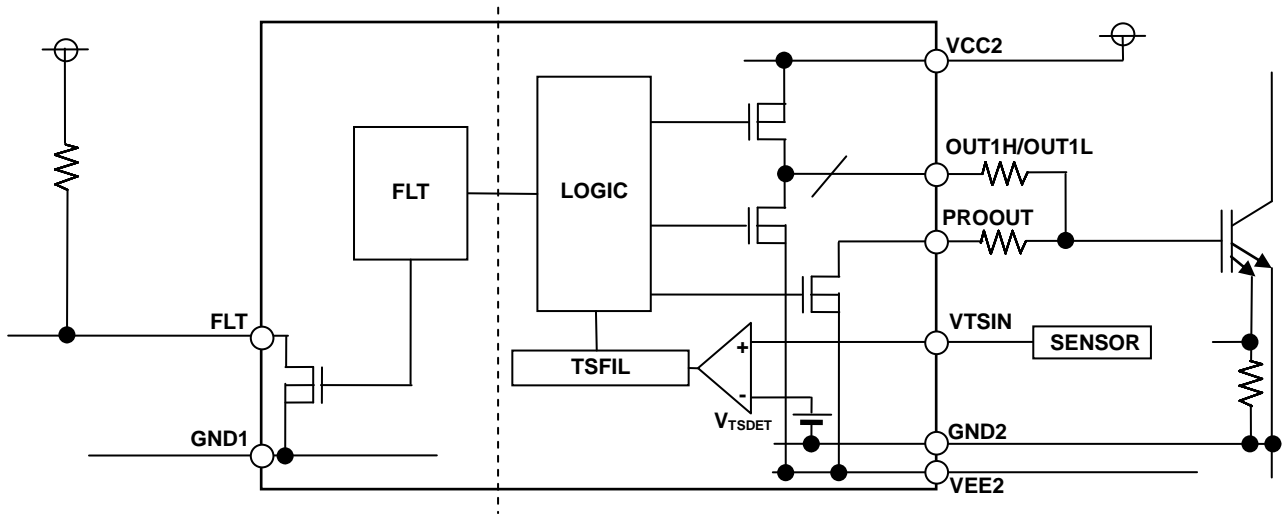 VCC2
OUT1H/OUT1L
FLT
LOGIC
PROOUT
FLT
VTSIN
SENSOR
+
TSFIL
-
VTSDET
GND1
GND2
VEE2